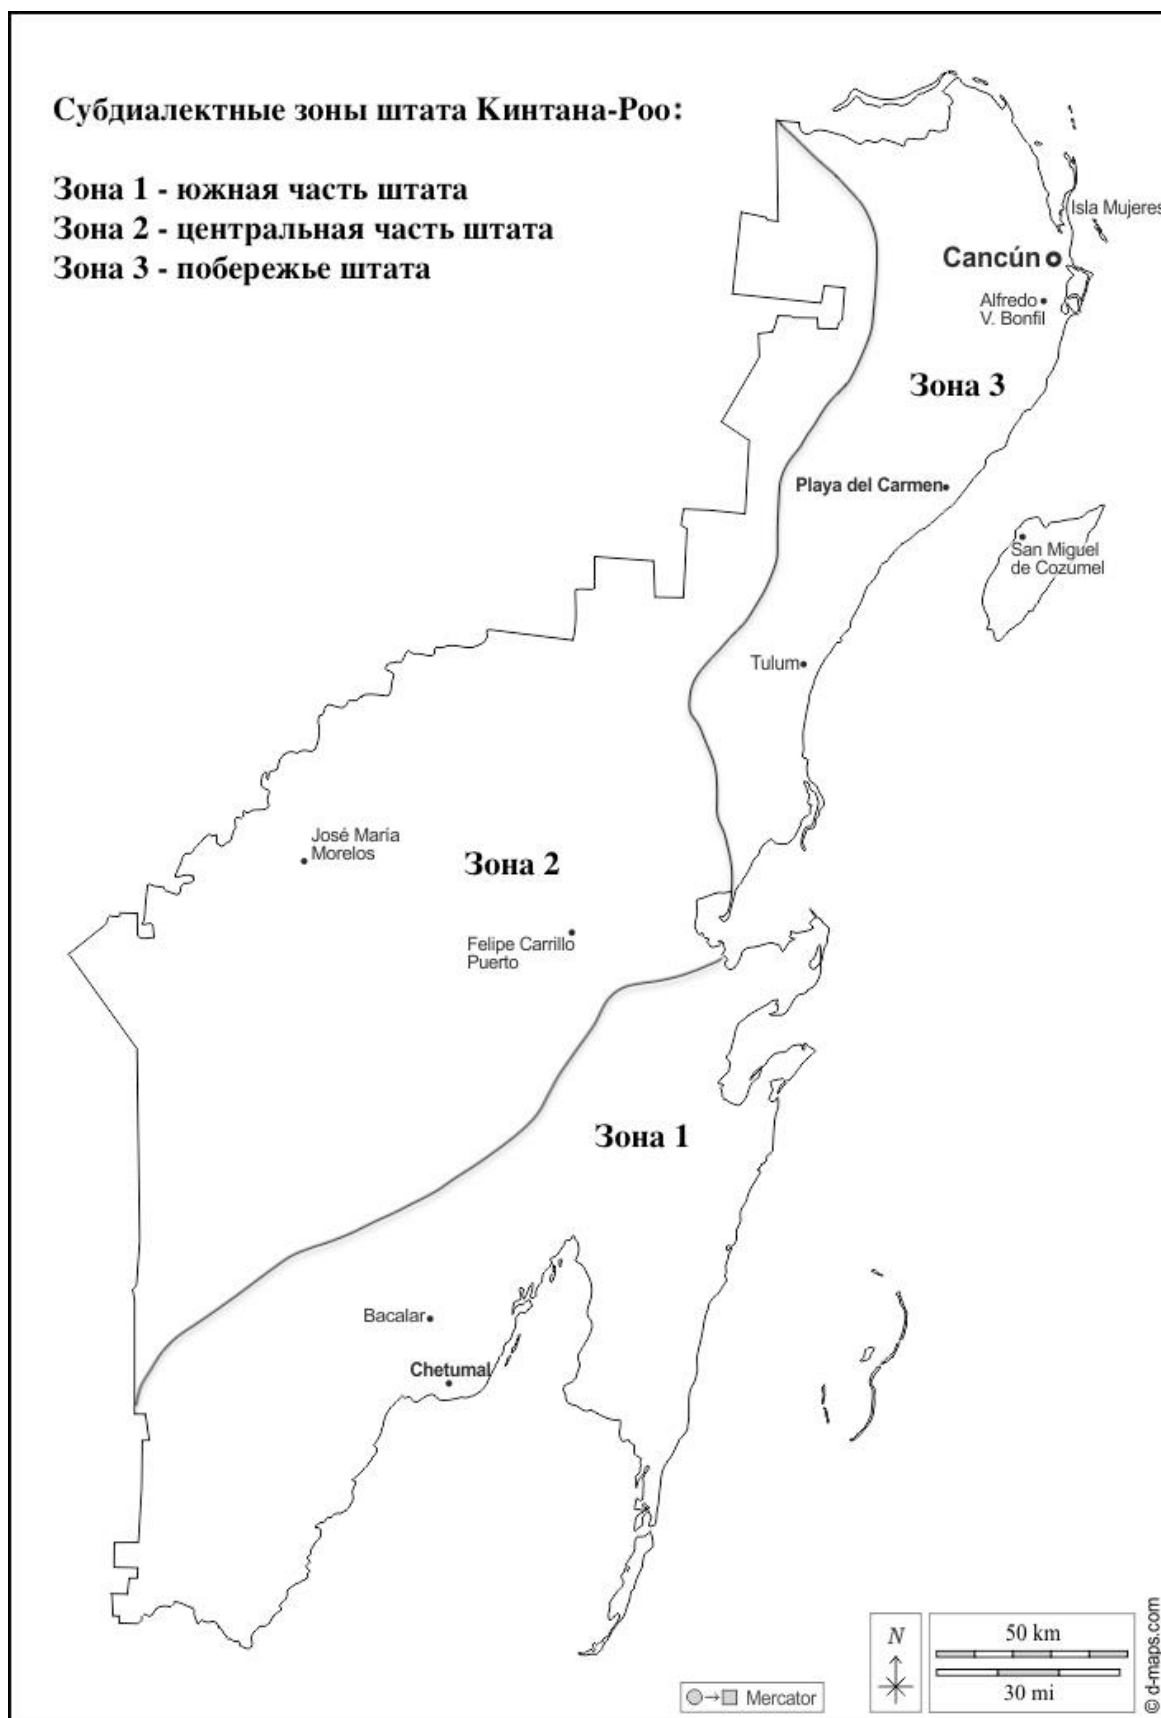 Субдиалектные зоны штата Кинтана-Роо:
Зона 1 - южная часть штата
Зона 2 - центральная часть штата
Зона 3 - побережье штата
Isla Mujeres
Cancún
Alfredo
V. Bonfil
Зона 3
Playa del Carmen
San Miguel
de Cozumel
Tulum
José María
Morelos
Зона 2
Felipe Carrillo
Puerto
Зона 1
Bacalar
Chetumal
N
50 km
30 mi
Mercator
© d-maps.com